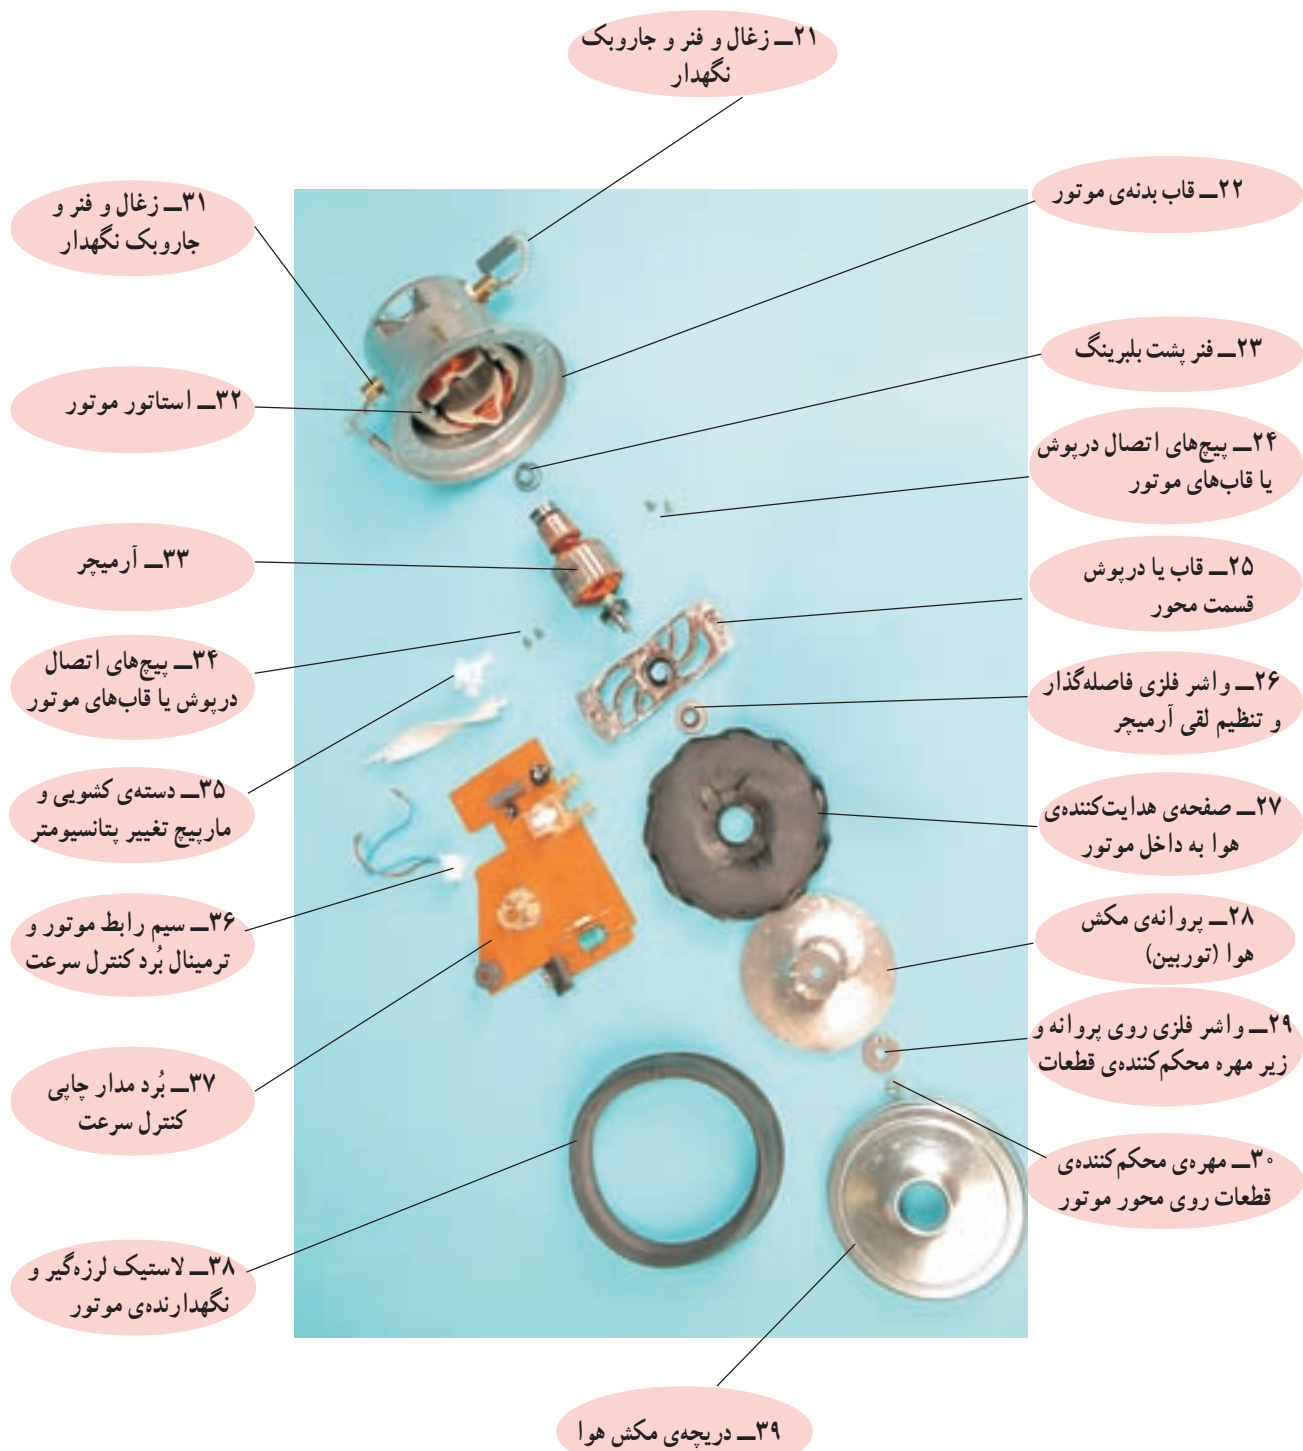 ۲۱ــ زغال و فنر و جاروبک
نگهدار
۲۲ــ قاب بدنه‌ی موتور
۲۳ــ فنر پشت بلبرینگ
۲۴ــ پیچ‌های اتصال درپوش
یا قاب‌های موتور
۲۵ــ قاب یا درپوش
قسمت محور
۲۶ــ واشر فلزی فاصله‌گذار
و تنظیم لقی آرمیچر
۲۷ــ صفحه‌ی هدایت‌کننده‌ی
هوا به داخل موتور
۲۸ــ پروانه‌ی مکش
هوا (توربین)
۲۹ــ واشر فلزی روی پروانه و
زیر مهره محکم‌کننده‌ی قطعات
۳۰ــ مهره‌ی محکم‌کننده‌ی
قطعات روی محور موتور
۳۱ــ زغال و فنر و
جاروبک نگهدار
۳۲ــ استاتور موتور
۳۳ــ آرمیچر
۳۴ــ پیچ‌های اتصال
درپوش یا قاب‌های موتور
۳۵ــ دسته‌ی کشویی و
مارپیچ تغییر پتانسیومتر
۳۶ــ سیم رابط موتور و
ترمینال بُرد کنترل سرعت
۳۷ــ بُرد مدار چاپی
کنترل سرعت
۳۸ــ لاستیک لرزه‌گیر و
نگهدارنده‌ی موتور
۳۹ــ دریچه‌ی مکش هوا